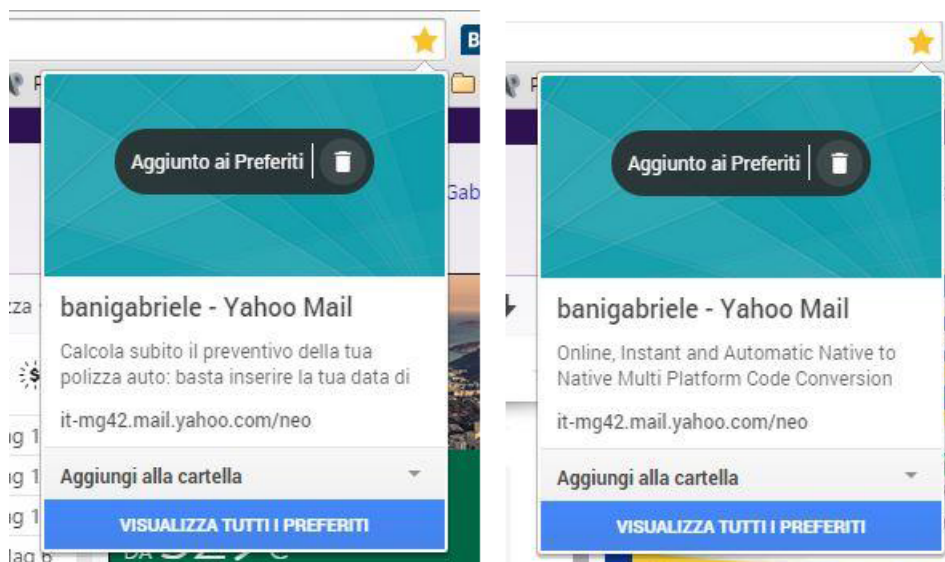 B
Aggiunto ai Preferiti
Gab
banigabriele - Yahoo Mail
Calcola subito il preventivo della tua
polizza auto: basta inserire la tua data di
it-mg42.mail.yahoo.com/neo
Aggiungi alla cartella
VISUALIZZA TUTTI I PREFERITI
Aggiunto ai Preferiti
banigabriele - Yahoo Mail
Online, Instant and Automatic Native to
Native Multi Platform Code Conversion
it-mg42.mail.yahoo.com/neo
Aggiungi alla cartella
VISUALIZZA TUTTI I PREFERITI